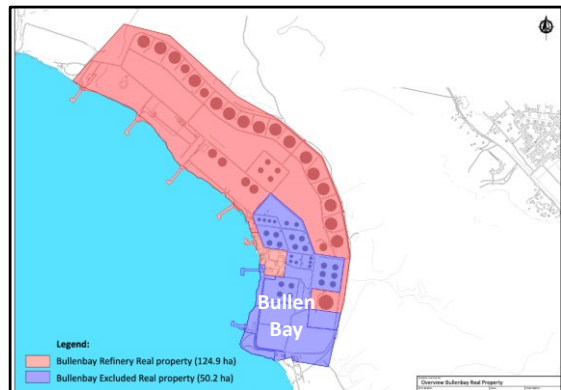 Bullen
Bay
Legend:
Bullenbay Refinery Real property (124.9 ha)
Bullenbay Excluded Real property (50.2 ha)
Overview Bullenbay Real Property